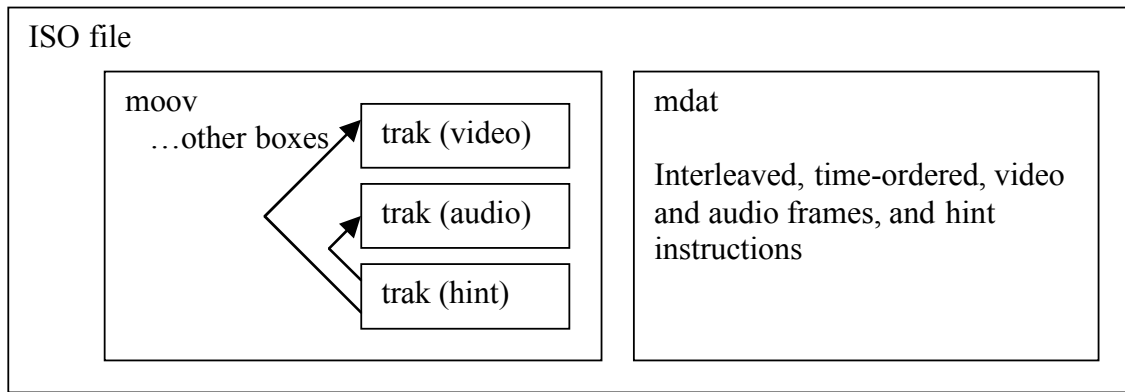 ISO file
moov
…other boxes
trak (video)
trak (audio)
trak (hint)
mdat
Interleaved, time-ordered, video
and audio frames, and hint
instructions